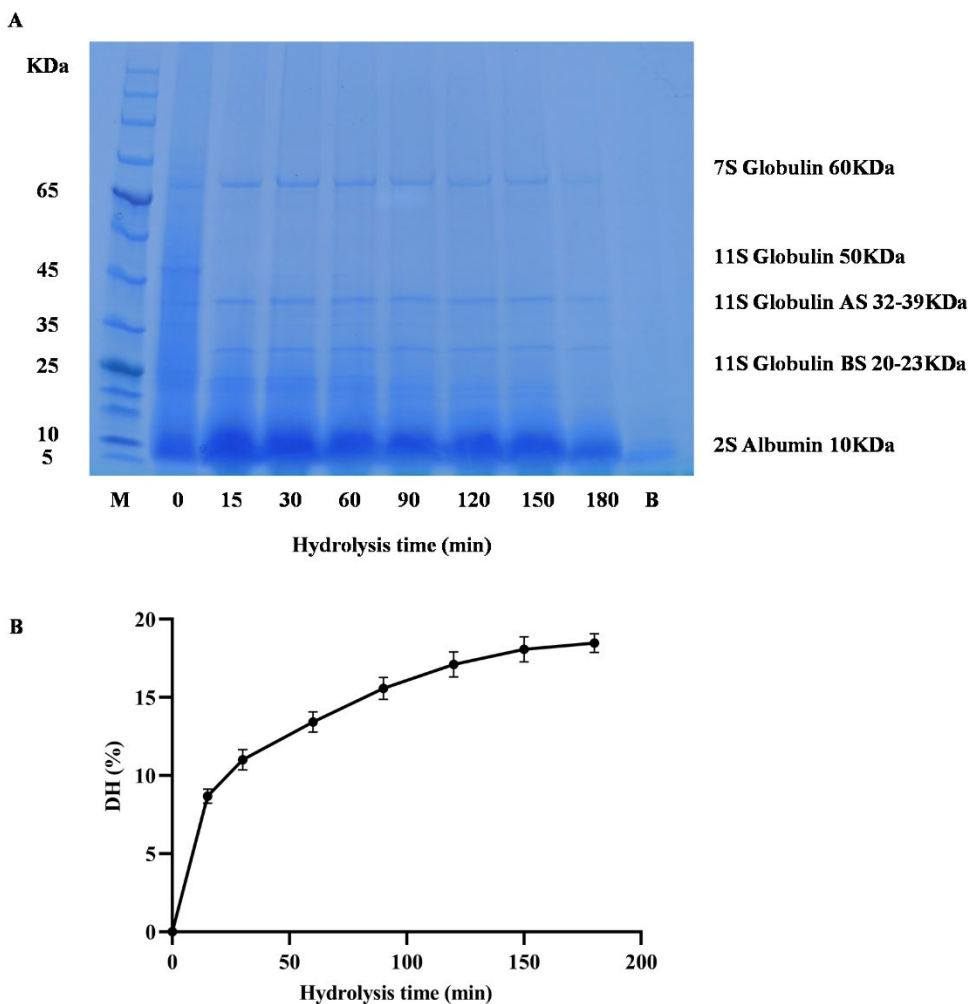 A
KDa
65
45
35
25
10
5
7S Globulin 60KDa
11S Globulin 50KDa
11S Globulin AS 32-39KDa
11S Globulin BS 20-23KDa
2S Albumin 10KDa
M 0 15 30 60 90 120 150 180 B
Hydrolysis time (min)
B
DH (%)
20
15
10
5
0
0 50 100 150 200
Hydrolysis time (min)